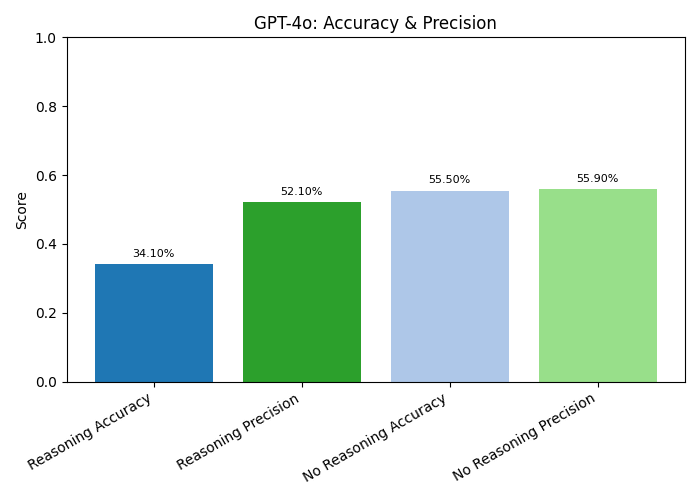 GPT-4o: Accuracy & Precision
Score
1.0
0.8
0.6
0.4
0.2
0.0
34.10%
52.10%
55.50%
55.90%
Reasoning Accuracy
Reasoning Precision
No Reasoning Accuracy
No Reasoning Precision